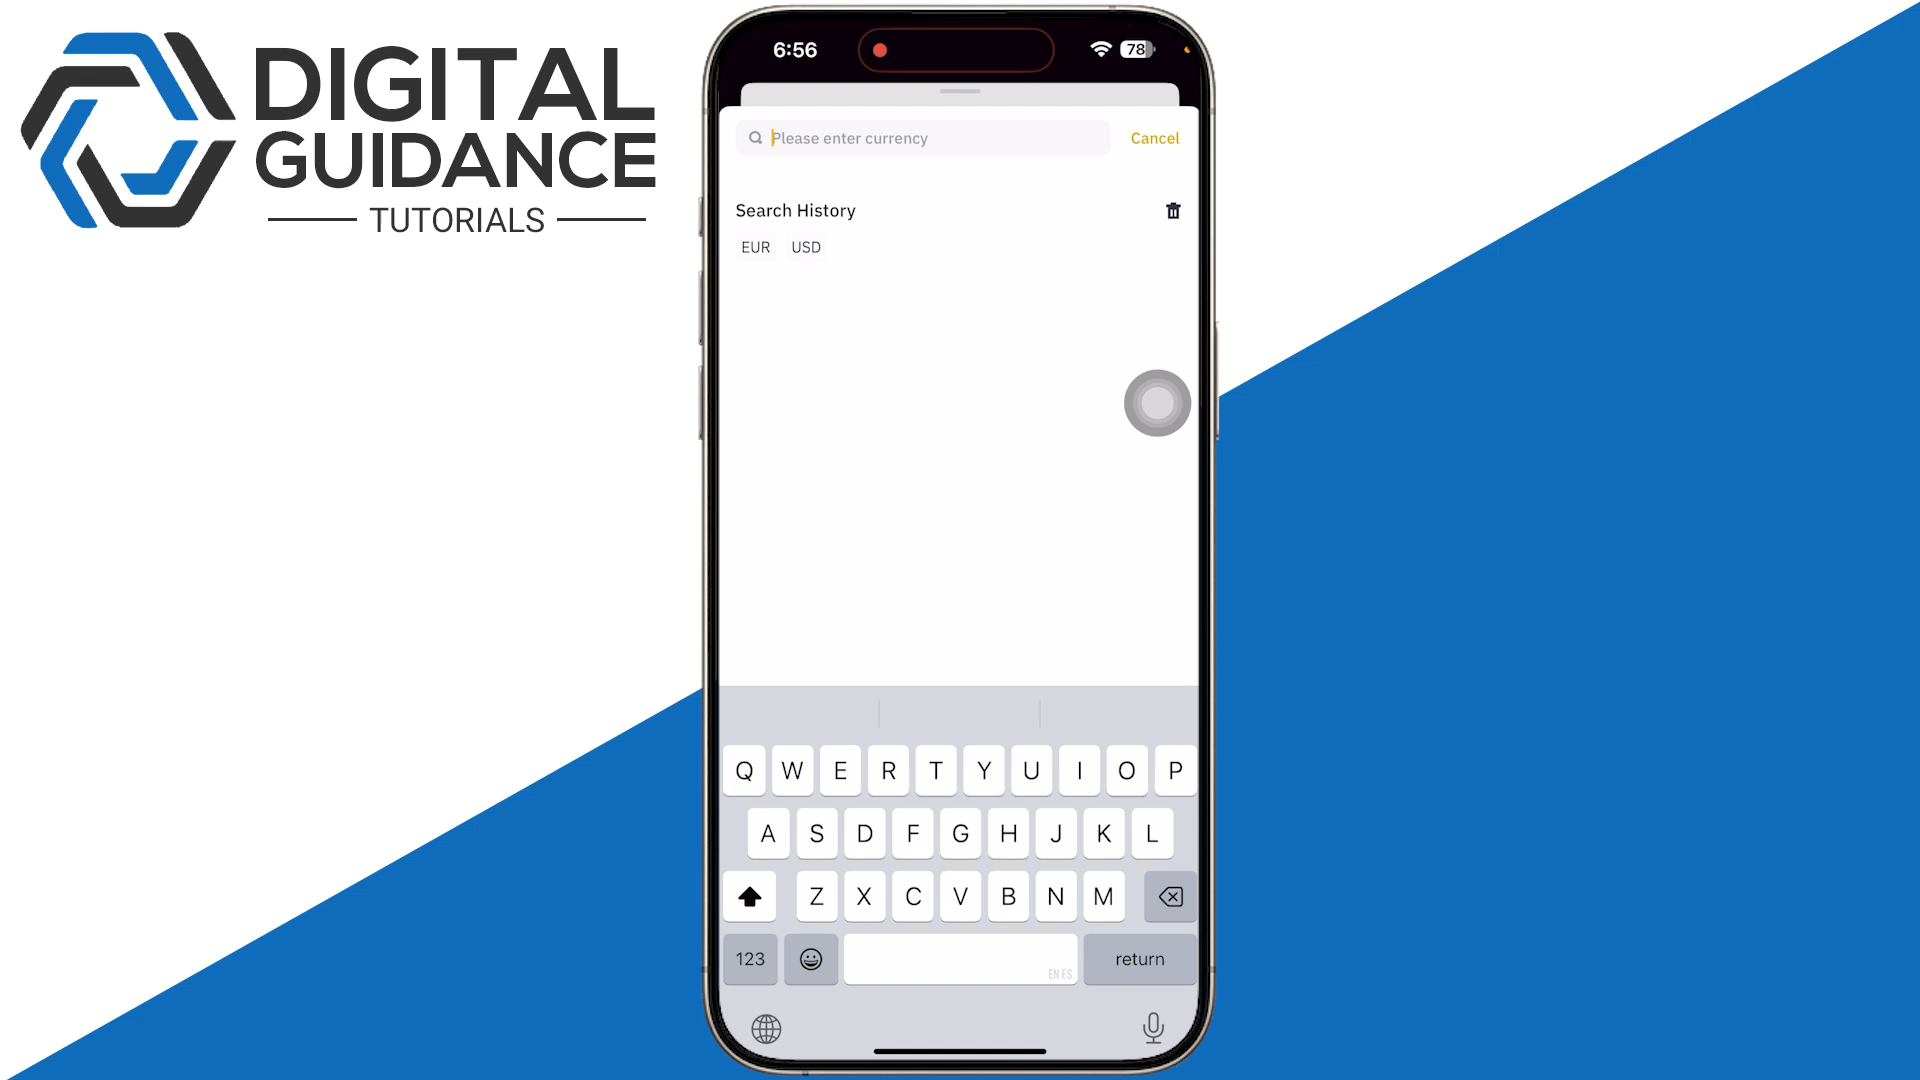 DIGITAL
GUIDANCE
TUTORIALS
6:56
78
Please enter currency
Cancel
Search History
EUR USD
Q W E R T Y U I O P
A S D F G H J K L
Z X C V B N M
123
return
EN ES